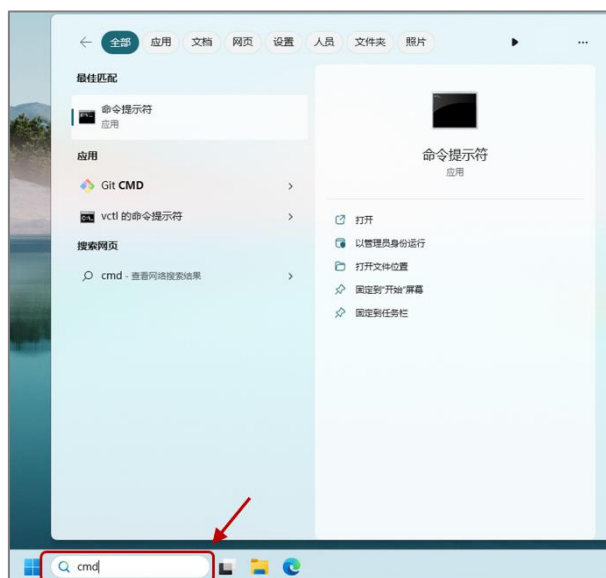 全部 应用 文档 网页 设置 人员 文件夹 照片
最佳匹配
命令提示符
应用
应用
Git CMD
vctl 的命令提示符
搜索网页
cmd - 查看网络搜索结果
命令提示符
应用
打开
以管理员身份运行
打开文件位置
固定到"开始"屏幕
固定到任务栏
cmd